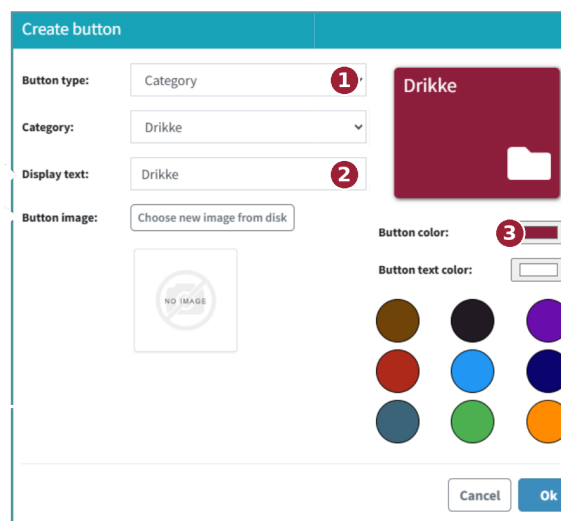 Create button
Button type:
Category
1
Drikke
Category:
Drikke
Display text:
Drikke
2
Button image:
Choose new image from disk
NO IMAGE
Button color:
3
Button text color:
Cancel
Ok